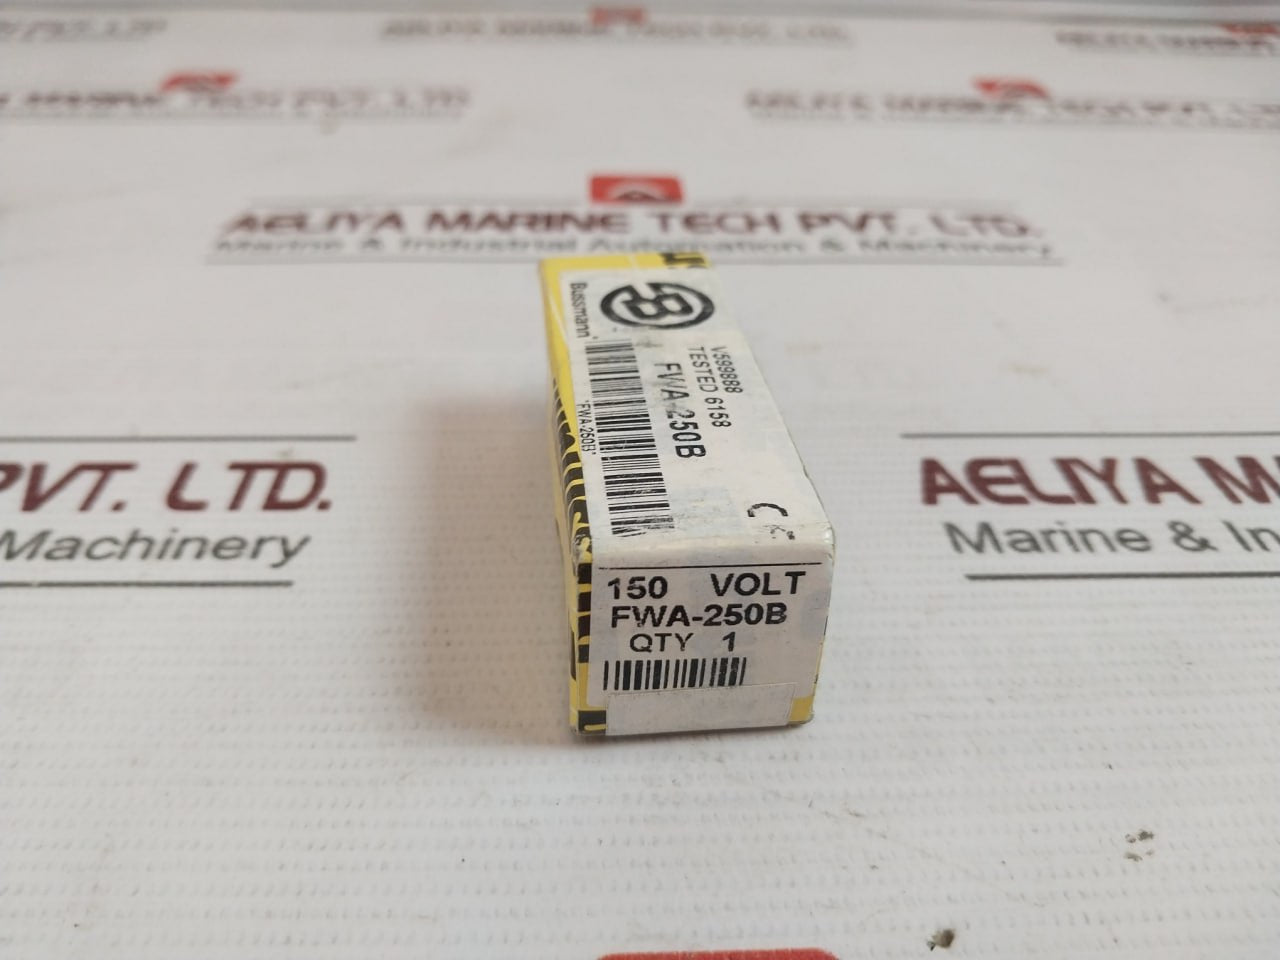 AELIYA MARINE TECH PVT. LTD.
Marine & Industrial Automation & Machinery
Bussmann
V599888
TESTED 6158
FWA-250B
*FWA-250B*
CE
150 VOLT
FWA-250B
QTY 1
PVT. LTD.
Machinery
AELIYA M
Marine & In